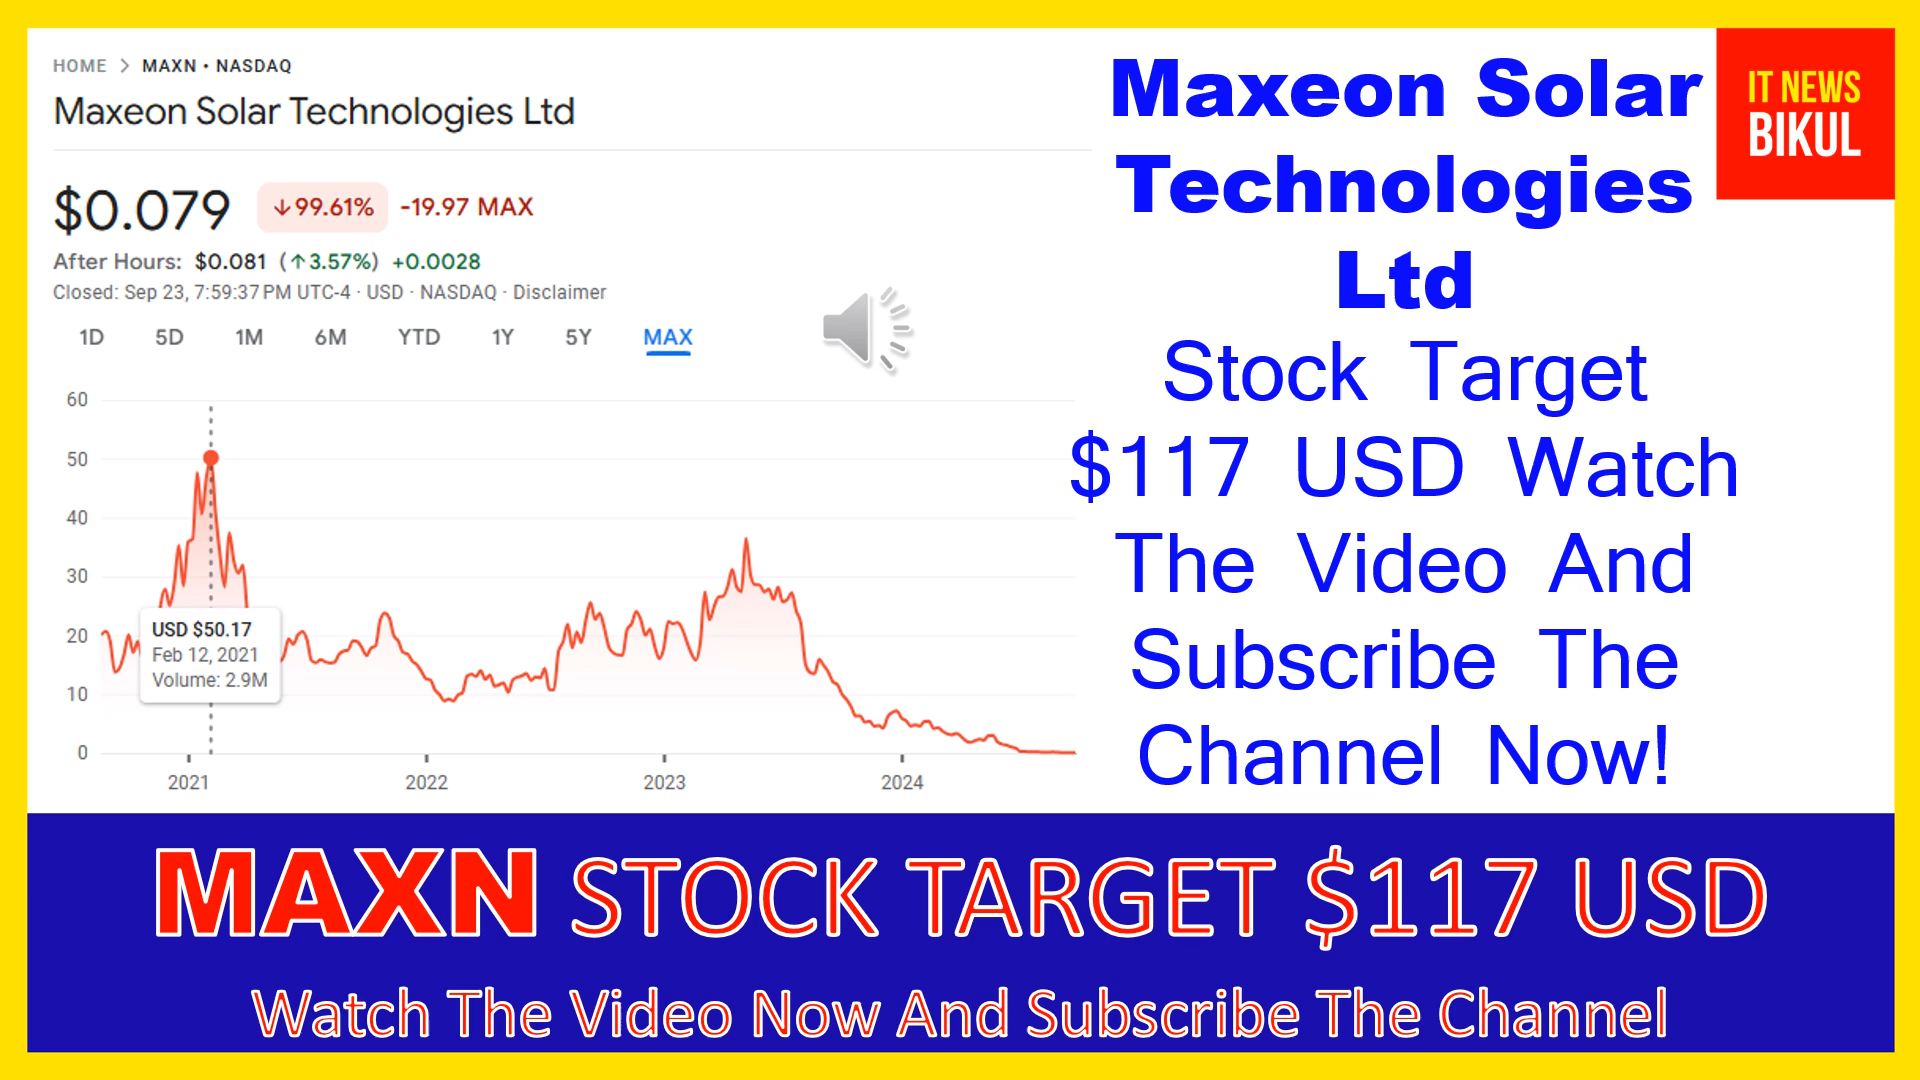 HOME > MAXN • NASDAQ
Maxeon Solar Technologies Ltd
$0.079 ↓99.61% -19.97 MAX
After Hours: $0.081 (↑3.57%) +0.0028
Closed: Sep 23, 7:59:37 PM UTC-4 · USD · NASDAQ · Disclaimer
1D 5D 1M 6M YTD 1Y 5Y MAX
60
50
40
30
20
10
0
USD $50.17
Feb 12, 2021
Volume: 2.9M
2021 2022 2023 2024
Maxeon Solar
Technologies
Ltd
Stock Target
$117 USD Watch
The Video And
Subscribe The
Channel Now!
IT NEWS
BIKUL
MAXN STOCK TARGET $117 USD
Watch The Video Now And Subscribe The Channel